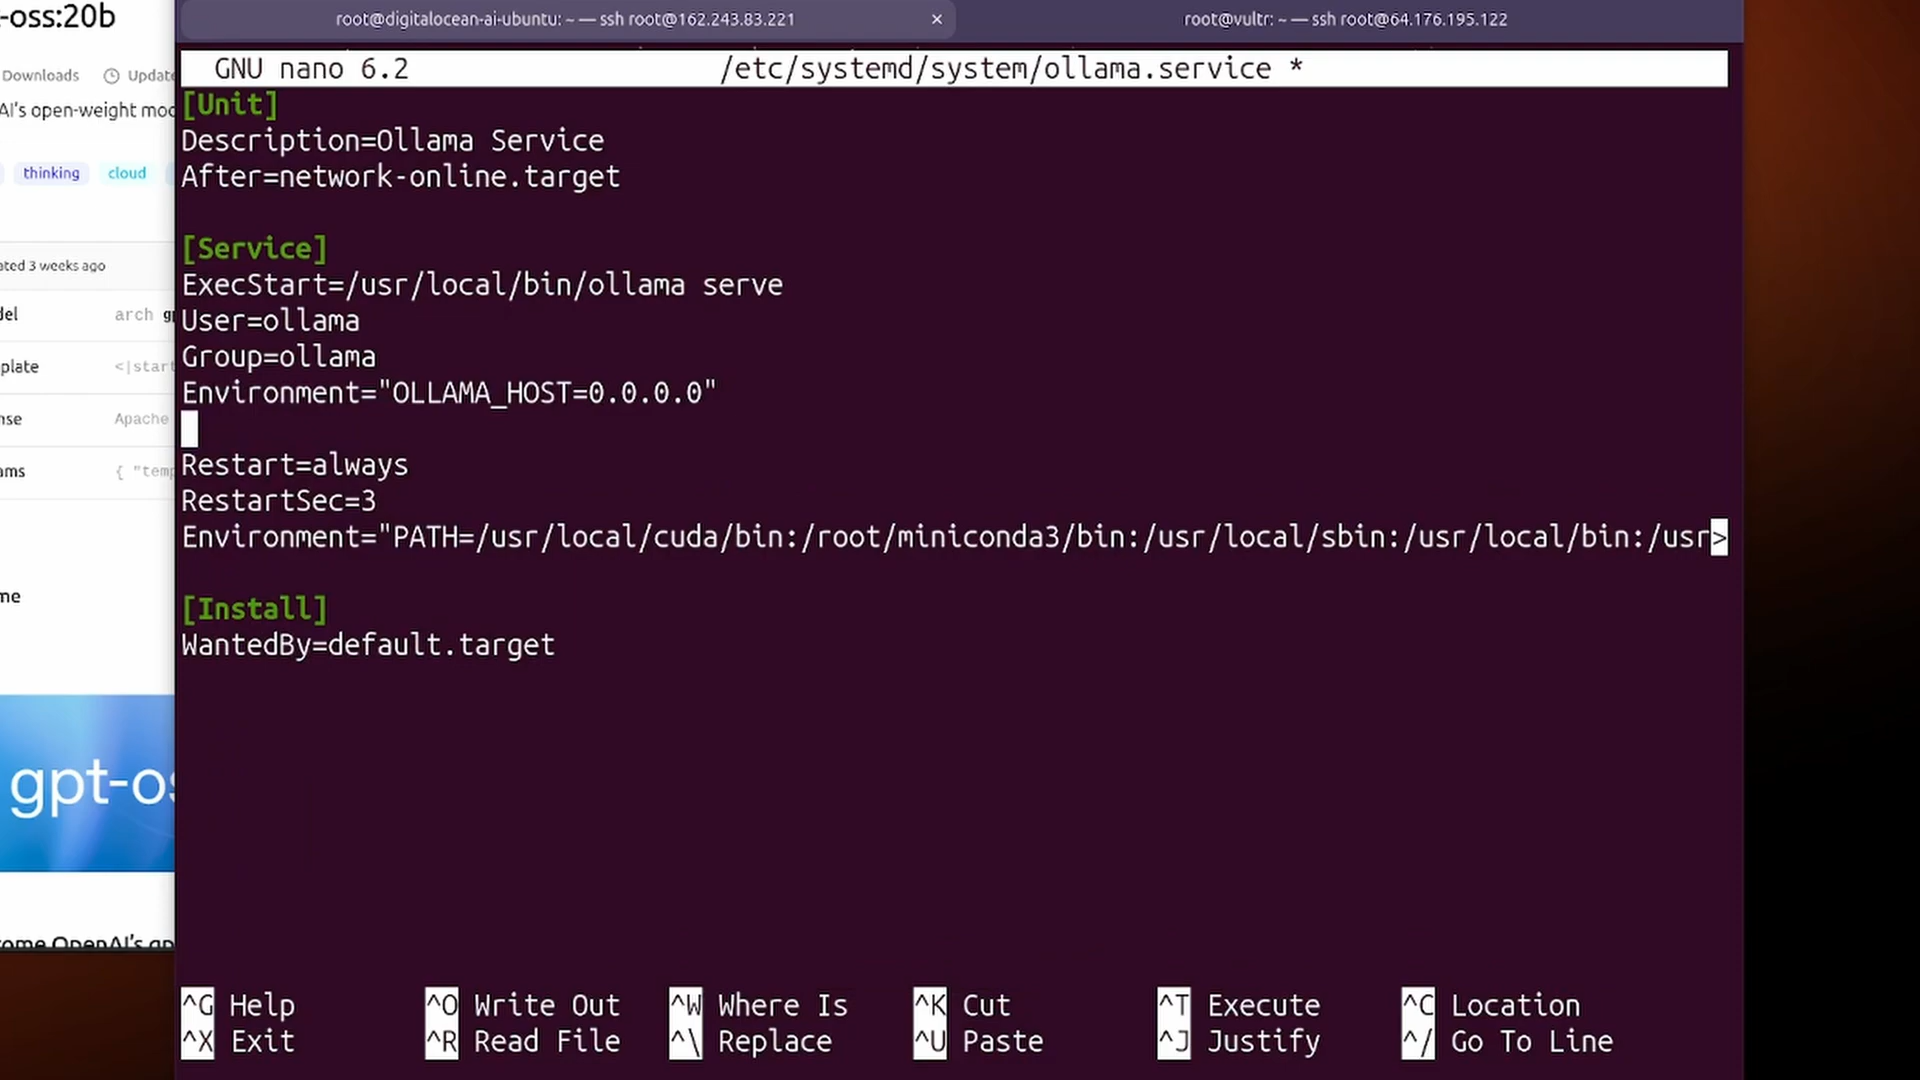 -oss:20b
Downloads Update
AI's open-weight mod
thinking cloud
ated 3 weeks ago
del arch gp
plate <|start
nse Apache
ams { "temp
me
gpt-os
come OpenAI's gp
root@digitalocean-ai-ubuntu: ~ — ssh root@162.243.83.221 ×
root@vultr: ~ — ssh root@64.176.195.122
GNU nano 6.2 /etc/systemd/system/ollama.service *
[Unit]
Description=Ollama Service
After=network-online.target
[Service]
ExecStart=/usr/local/bin/ollama serve
User=ollama
Group=ollama
Environment="OLLAMA_HOST=0.0.0.0"
Restart=always
RestartSec=3
Environment="PATH=/usr/local/cuda/bin:/root/miniconda3/bin:/usr/local/sbin:/usr/local/bin:/usr>
[Install]
WantedBy=default.target
^G Help ^O Write Out ^W Where Is ^K Cut ^T Execute ^C Location
^X Exit ^R Read File ^\ Replace ^U Paste ^J Justify ^/ Go To Line